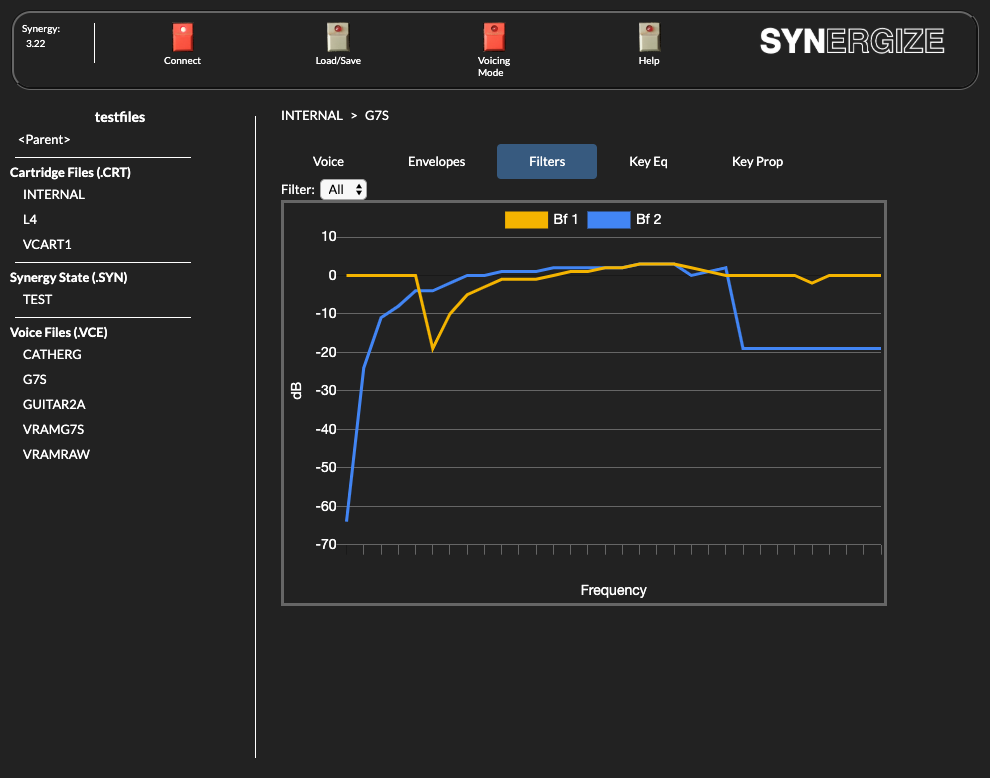 Synergy:
3.22
Connect
Load/Save
Voicing
Mode
Help
SYNERGIZE
testfiles
<Parent>
Cartridge Files (.CRT)
INTERNAL
L4
VCART1
Synergy State (.SYN)
TEST
Voice Files (.VCE)
CATHERG
G7S
GUITAR2A
VRAMG7S
VRAMRAW
INTERNAL > G7S
Voice Envelopes Filters Key Eq Key Prop
Filter: All
Bf 1 Bf 2
10
0
-10
-20
-30
-40
-50
-60
-70
dB
Frequency